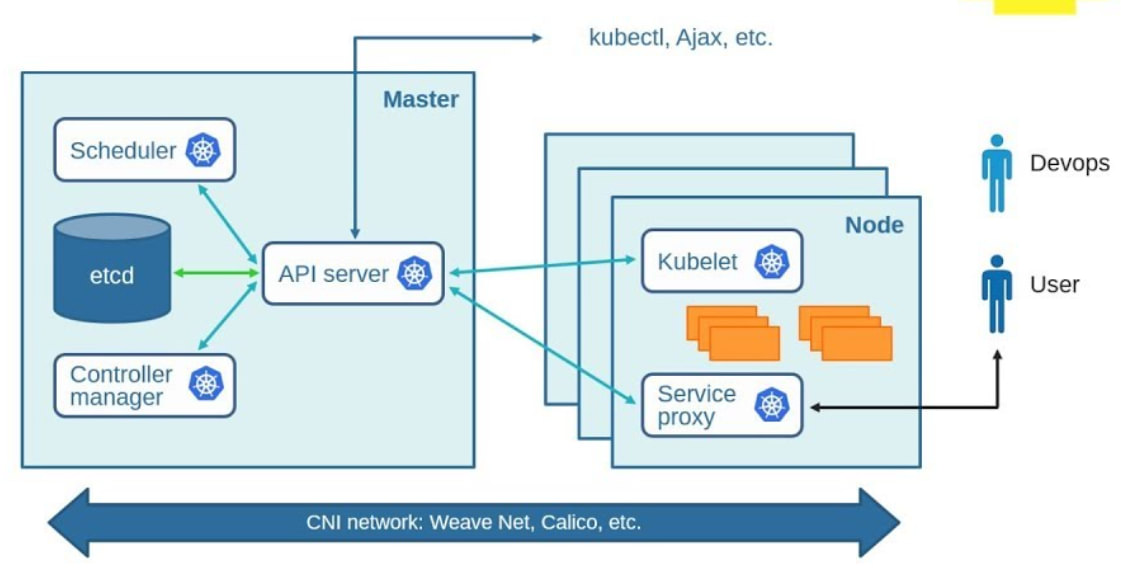 kubectl, Ajax, etc.
Master
Scheduler
etcd
API server
Controller
manager
Node
Kubelet
Service
proxy
Devops
User
CNI network: Weave Net, Calico, etc.